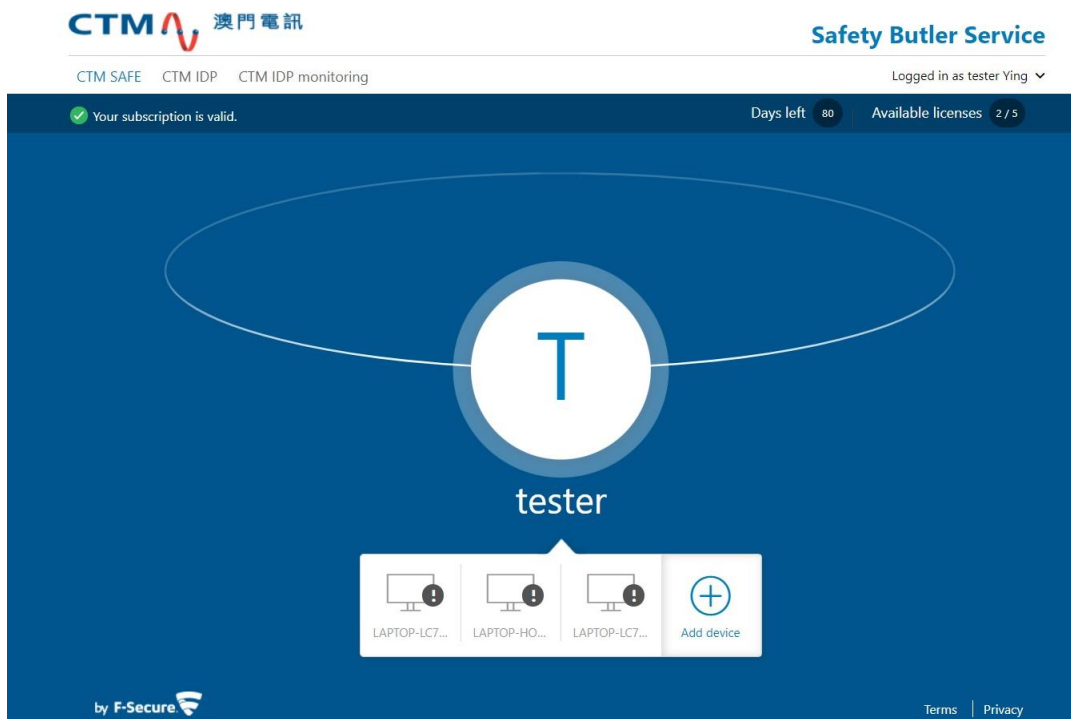 CTM 澳門電訊
Safety Butler Service
CTM SAFE CTM IDP CTM IDP monitoring
Logged in as tester Ying
Your subscription is valid.
Days left 80 Available licenses 2 / 5
T
tester
LAPTOP-LC7... LAPTOP-HO... LAPTOP-LC7... Add device
by F-Secure.
Terms | Privacy